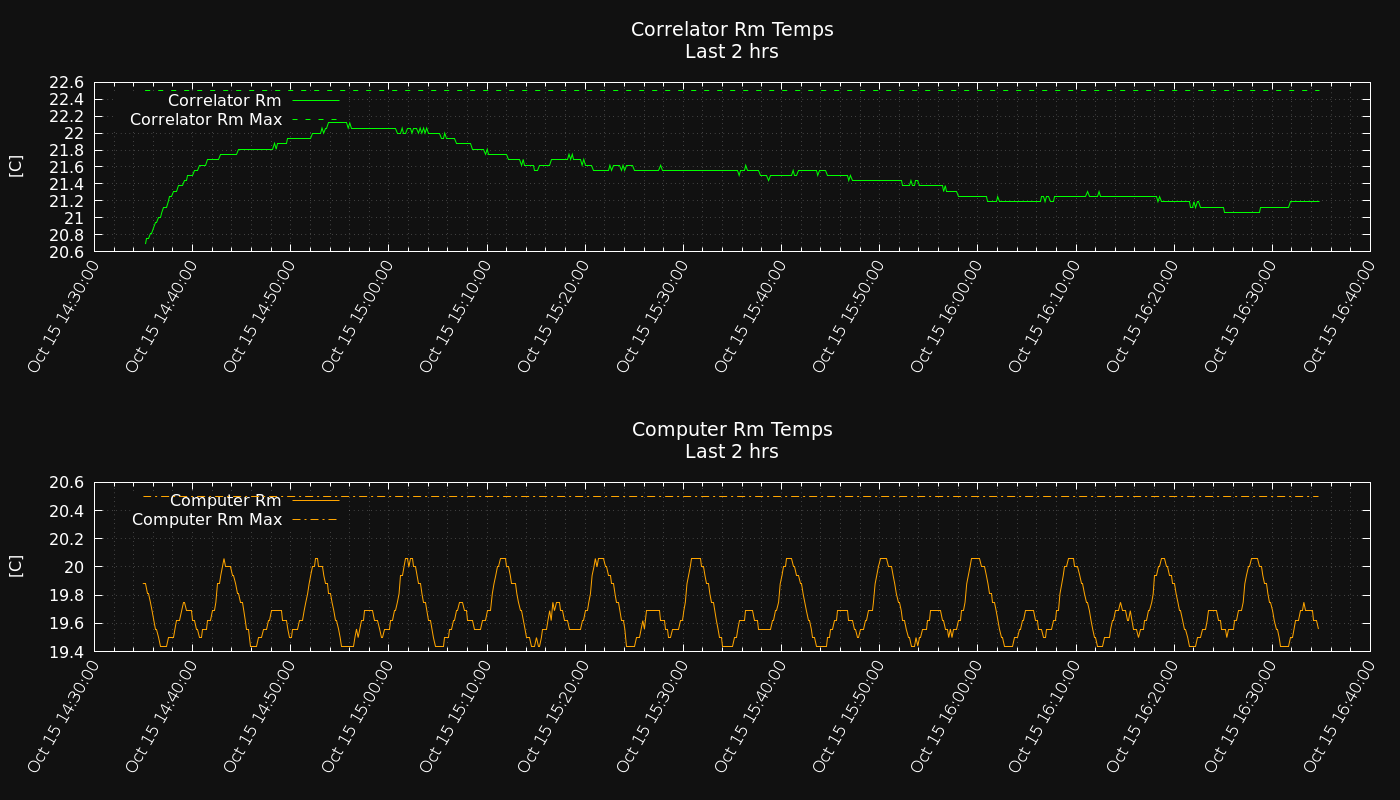 Correlator Rm Temps
Last 2 hrs
[C]
22.6
22.4
22.2
22
21.8
21.6
21.4
21.2
21
20.8
20.6
Correlator Rm
Correlator Rm Max
Oct 15 14:30:00
Oct 15 14:40:00
Oct 15 14:50:00
Oct 15 15:00:00
Oct 15 15:10:00
Oct 15 15:20:00
Oct 15 15:30:00
Oct 15 15:40:00
Oct 15 15:50:00
Oct 15 16:00:00
Oct 15 16:10:00
Oct 15 16:20:00
Oct 15 16:30:00
Oct 15 16:40:00
Computer Rm Temps
Last 2 hrs
[C]
20.6
20.4
20.2
20
19.8
19.6
19.4
Computer Rm
Computer Rm Max
Oct 15 14:30:00
Oct 15 14:40:00
Oct 15 14:50:00
Oct 15 15:00:00
Oct 15 15:10:00
Oct 15 15:20:00
Oct 15 15:30:00
Oct 15 15:40:00
Oct 15 15:50:00
Oct 15 16:00:00
Oct 15 16:10:00
Oct 15 16:20:00
Oct 15 16:30:00
Oct 15 16:40:00